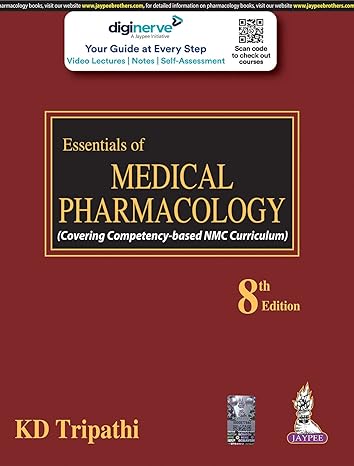 armacology books, visit our website www.jaypeebrothers.com, for detailed information on pharmacology books, visit our website www.jaypeebrothers.com
diginerve
A Jaypee Initiative
Your Guide at Every Step
Video Lectures | Notes | Self-Assessment
Scan code
to check out
courses
Essentials of
MEDICAL
PHARMACOLOGY
(Covering Competency-based NMC Curriculum)
8th
Edition
KD Tripathi
JAYPEE